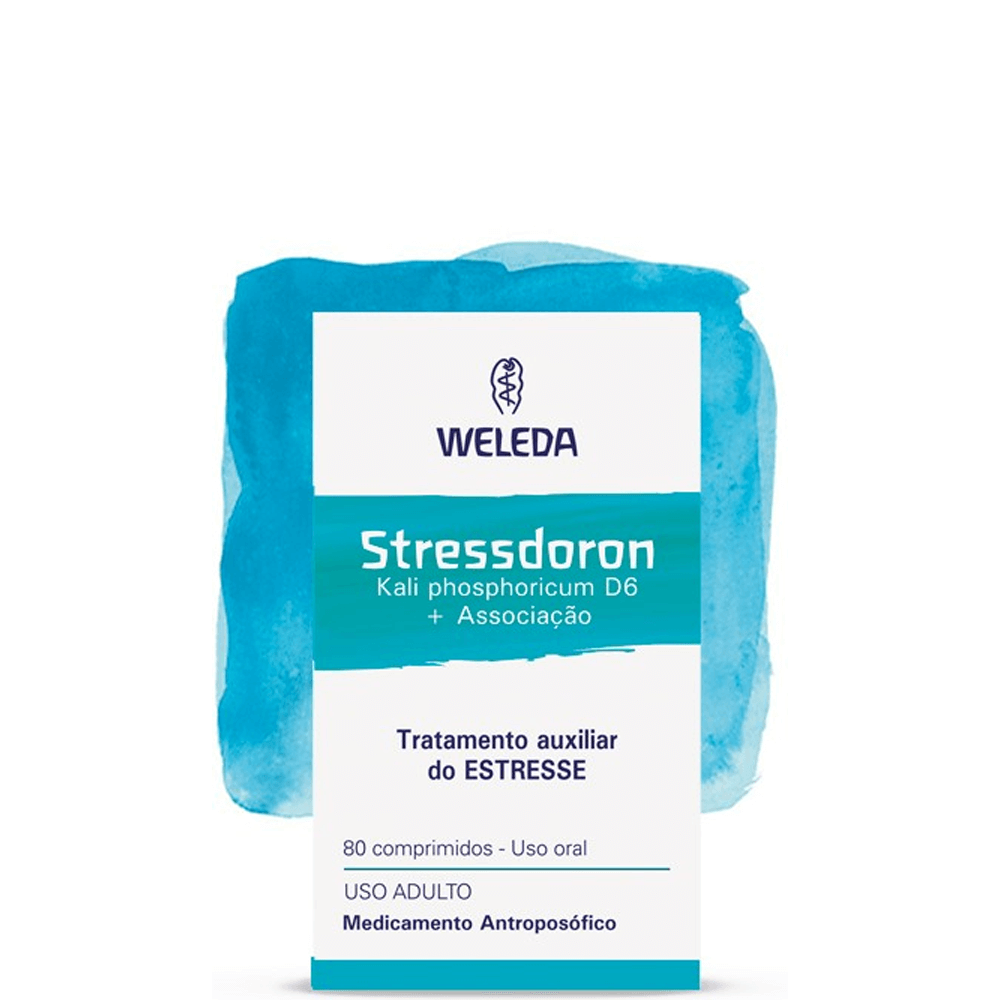 WELEDA
Stressdoron
Kali phosphoricum D6
+ Associação
Tratamento auxiliar
do ESTRESSE
80 comprimidos - Uso oral
USO ADULTO
Medicamento Antroposófico